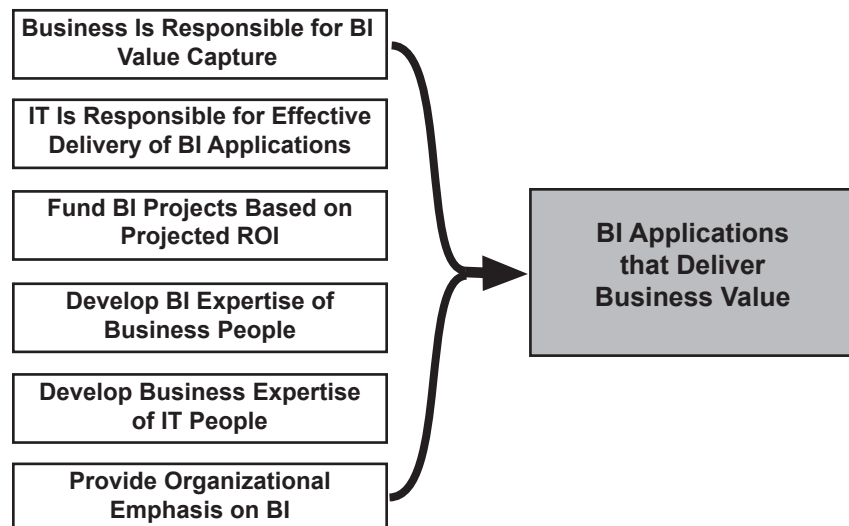 Business Is Responsible for BI
Value Capture
IT Is Responsible for Effective
Delivery of BI Applications
Fund BI Projects Based on
Projected ROI
Develop BI Expertise of
Business People
Develop Business Expertise
of IT People
Provide Organizational
Emphasis on BI
BI Applications
that Deliver
Business Value